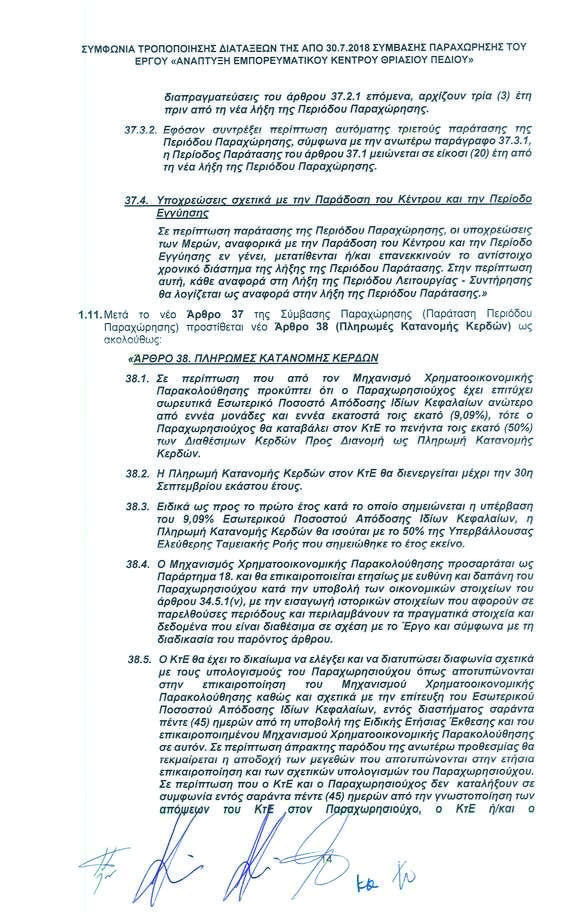 ΣΥΜΦΩΝΙΑ ΤΡΟΠΟΠΟΙΗΣΗΣ ΔΙΑΤΑΞΕΩΝ ΤΗΣ ΑΠΟ 30.7.2018 ΣΥΜΒΑΣΗΣ ΠΑΡΑΧΩΡΗΣΗΣ ΤΟΥ
ΕΡΓΟΥ «ΑΝΑΠΤΥΞΗ ΕΜΠΟΡΕΥΜΑΤΙΚΟΥ ΚΕΝΤΡΟΥ ΘΡΙΑΣΙΟΥ ΠΕΔΙΟΥ»
διαπραγματεύσεις του άρθρου 37.2.1 επόμενα, αρχίζουν τρία (3) έτη
πριν από τη νέα λήξη της Περιόδου Παραχώρησης.
37.3.2. Εφόσον συντρέξει περίπτωση αυτόματης τριετούς παράτασης της
Περιόδου Παραχώρησης, σύμφωνα με την ανωτέρω παράγραφο 37.3.1,
η Περίοδος Παράτασης του άρθρου 37.1 μειώνεται σε είκοσι (20) έτη από
τη νέα λήξη της Περιόδου Παραχώρησης.
37.4. Υποχρεώσεις σχετικά με την Παράδοση του Κέντρου και την Περίοδο
Εγγύησης
Σε περίπτωση παράτασης της Περιόδου Παραχώρησης, οι υποχρεώσεις
των Μερών, αναφορικά με την Παράδοση του Κέντρου και την Περίοδο
Εγγύησης εν γένει, μετατίθενται ή/και επανεκκινούν το αντίστοιχο
χρονικό διάστημα της λήξης της Περιόδου Παράτασης. Στην περίπτωση
αυτή, κάθε αναφορά στη Λήξη της Περιόδου Λειτουργίας - Συντήρησης
θα λογίζεται ως αναφορά στην λήξη της Περιόδου Παράτασης.»
1.11. Μετά το νέο Άρθρο 37 της Σύμβασης Παραχώρησης (Παράταση Περιόδου
Παραχώρησης) προστίθεται νέο Άρθρο 38 (Πληρωμές Κατανομής Κερδών) ως
ακολούθως:
«ΆΡΘΡΟ 38. ΠΛΗΡΩΜΕΣ ΚΑΤΑΝΟΜΗΣ ΚΕΡΔΩΝ
38.1. Σε περίπτωση που από τον Μηχανισμό Χρηματοοικονομικής
Παρακολούθησης προκύπτει ότι ο Παραχωρησιούχος έχει επιτύχει
σωρευτικά Εσωτερικό Ποσοστό Απόδοσης Ιδίων Κεφαλαίων ανώτερο
από εννέα μονάδες και εννέα εκατοστά τοις εκατό (9,09%), τότε ο
Παραχωρησιούχος θα καταβάλει στον ΚτΕ το πενήντα τοις εκατό (50%)
των Διαθέσιμων Κερδών Προς Διανομή ως Πληρωμή Κατανομής
Κερδών.
38.2. Η Πληρωμή Κατανομής Κερδών στον ΚτΕ θα διενεργείται μέχρι την 30η
Σεπτεμβρίου εκάστου έτους.
38.3. Ειδικά ως προς το πρώτο έτος κατά το οποίο σημειώνεται η υπέρβαση
του 9,09% Εσωτερικού Ποσοστού Απόδοσης Ιδίων Κεφαλαίων, η
Πληρωμή Κατανομής Κερδών θα ισούται με το 50% της Υπερβάλλουσας
Ελεύθερης Ταμειακής Ροής που σημειώθηκε το έτος εκείνο.
38.4. Ο Μηχανισμός Χρηματοοικονομικής Παρακολούθησης προσαρτάται ως
Παράρτημα 18. και θα επικαιροποιείται ετησίως με ευθύνη και δαπάνη του
Παραχωρησιούχου κατά την υποβολή των οικονομικών στοιχείων του
άρθρου 34.5.1(v), με την εισαγωγή ιστορικών στοιχείων που αφορούν σε
παρελθούσες περιόδους και περιλαμβάνουν τα πραγματικά στοιχεία και
δεδομένα που είναι διαθέσιμα σε σχέση με το Έργο και σύμφωνα με τη
διαδικασία του παρόντος άρθρου.
38.5. Ο ΚτΕ θα έχει το δικαίωμα να ελέγξει και να διατυπώσει διαφωνία σχετικά
με τους υπολογισμούς του Παραχωρησιούχου όπως αποτυπώνονται
στην επικαιροποίηση του Μηχανισμού Χρηματοοικονομικής
Παρακολούθησης καθώς και σχετικά με την επίτευξη του Εσωτερικού
Ποσοστού Απόδοσης Ιδίων Κεφαλαίων, εντός διαστήματος σαράντα
πέντε (45) ημερών από τη υποβολή της Ειδικής Ετήσιας Έκθεσης και του
επικαιροποιημένου Μηχανισμού Χρηματοοικονομικής Παρακολούθησης
σε αυτόν. Σε περίπτωση άπρακτης παρόδου της ανωτέρω προθεσμίας θα
τεκμαίρεται η αποδοχή των μεγεθών που αποτυπώνονται στην ετήσια
επικαιροποίηση και των σχετικών υπολογισμών του Παραχωρησιούχου.
Σε περίπτωση που ο ΚτΕ και ο Παραχωρησιούχος δεν καταλήξουν σε
συμφωνία εντός σαράντα πέντε (45) ημερών από την γνωστοποίηση των
απόψεων του ΚτΕ στον Παραχωρησιούχο, ο ΚτΕ ή/και ο
14